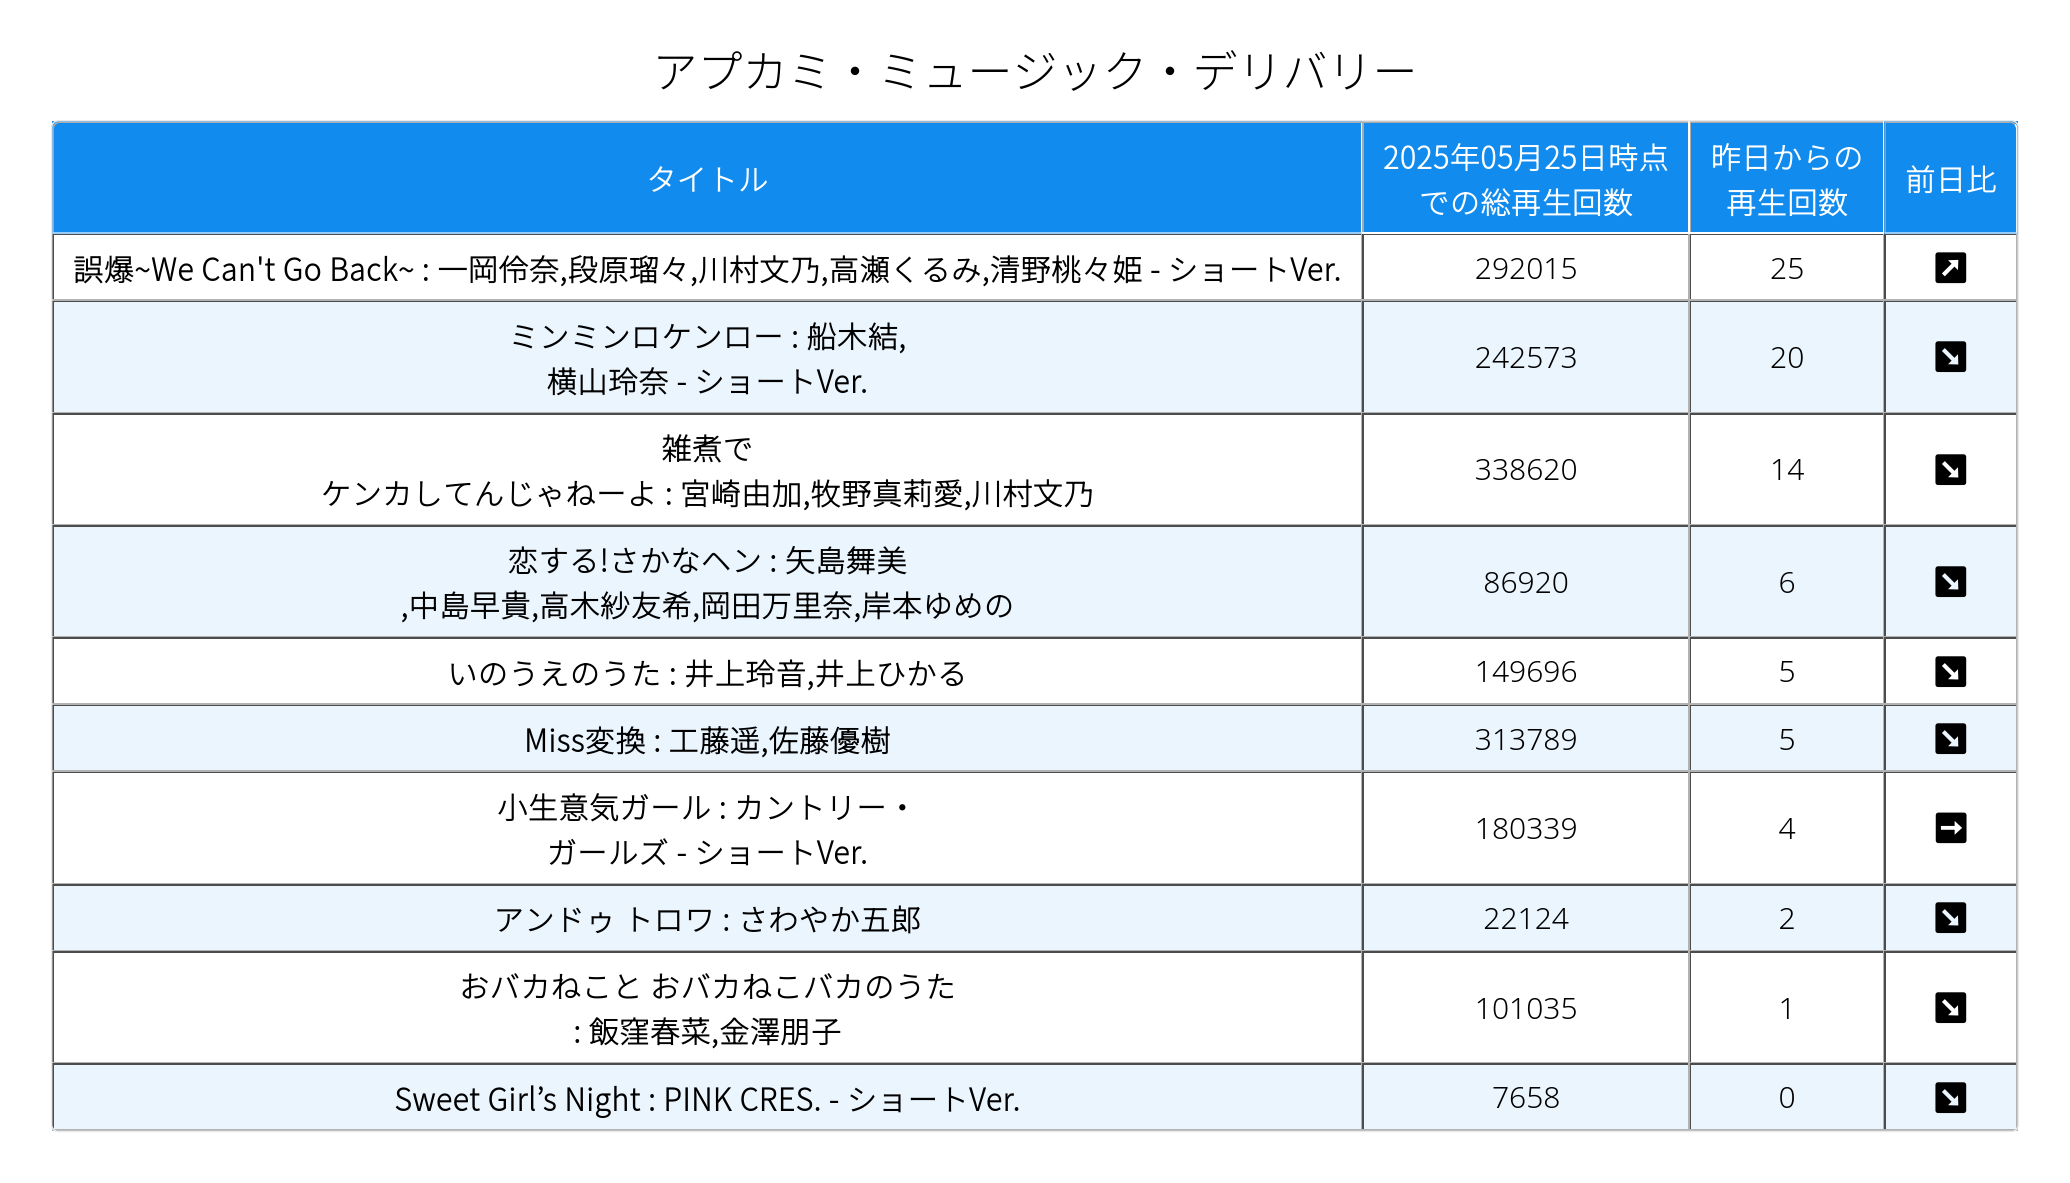 アプカミ・ミュージック・デリバリー
タイトル
2025年05月25日時点
での総再生回数
昨日からの
再生回数
前日比
誤爆~We Can't Go Back~ : 一岡伶奈,段原瑠々,川村文乃,高瀬くるみ,清野桃々姫 - ショートVer.
292015
25
ミンミンロケンロー : 船木結,
横山玲奈 - ショートVer.
242573
20
雑煮で
ケンカしてんじゃねーよ : 宮崎由加,牧野真莉愛,川村文乃
338620
14
恋する!さかなヘン : 矢島舞美
,中島早貴,高木紗友希,岡田万里奈,岸本ゆめの
86920
6
いのうえのうた : 井上玲音,井上ひかる
149696
5
Miss変換 : 工藤遥,佐藤優樹
313789
5
小生意気ガール : カントリー・
ガールズ - ショートVer.
180339
4
アンドゥ トロワ : さわやか五郎
22124
2
おバカねこと おバカねこバカのうた
: 飯窪春菜,金澤朋子
101035
1
Sweet Girl’s Night : PINK CRES. - ショートVer.
7658
0